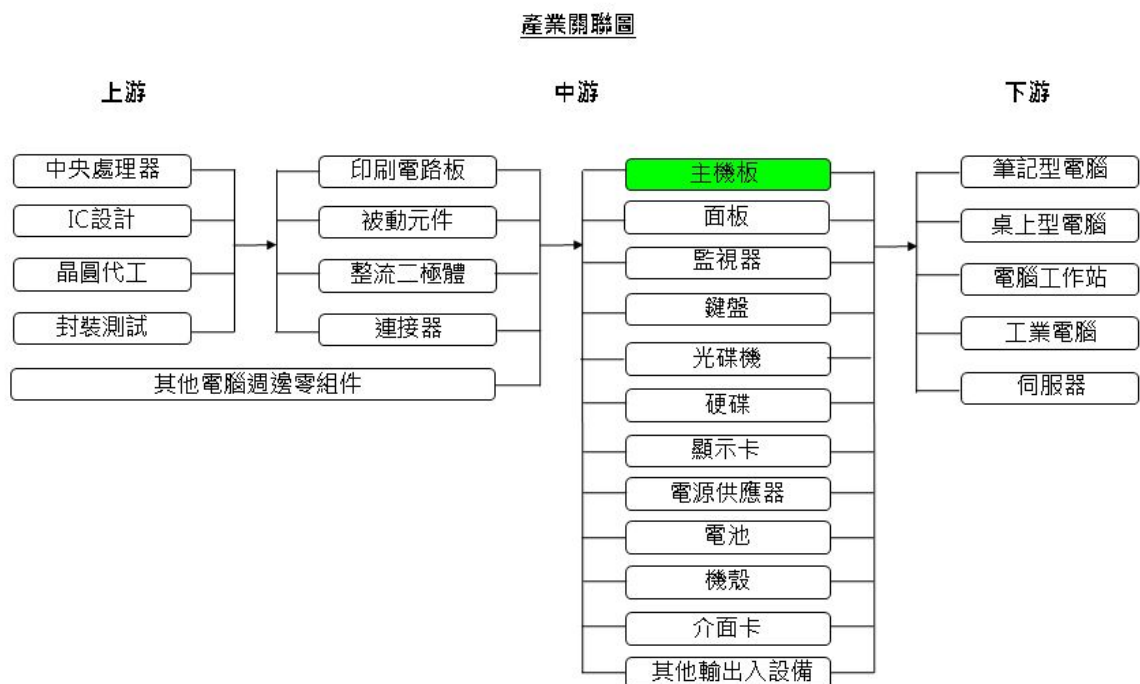 產業關聯圖
上游
中游
下游
中央處理器
IC設計
晶圓代工
封裝測試
其他電腦週邊零組件
印刷電路板
被動元件
整流二極體
連接器
主機板
面板
監視器
鍵盤
光碟機
硬碟
顯示卡
電源供應器
電池
機殼
介面卡
其他輸出入設備
筆記型電腦
桌上型電腦
電腦工作站
工業電腦
伺服器